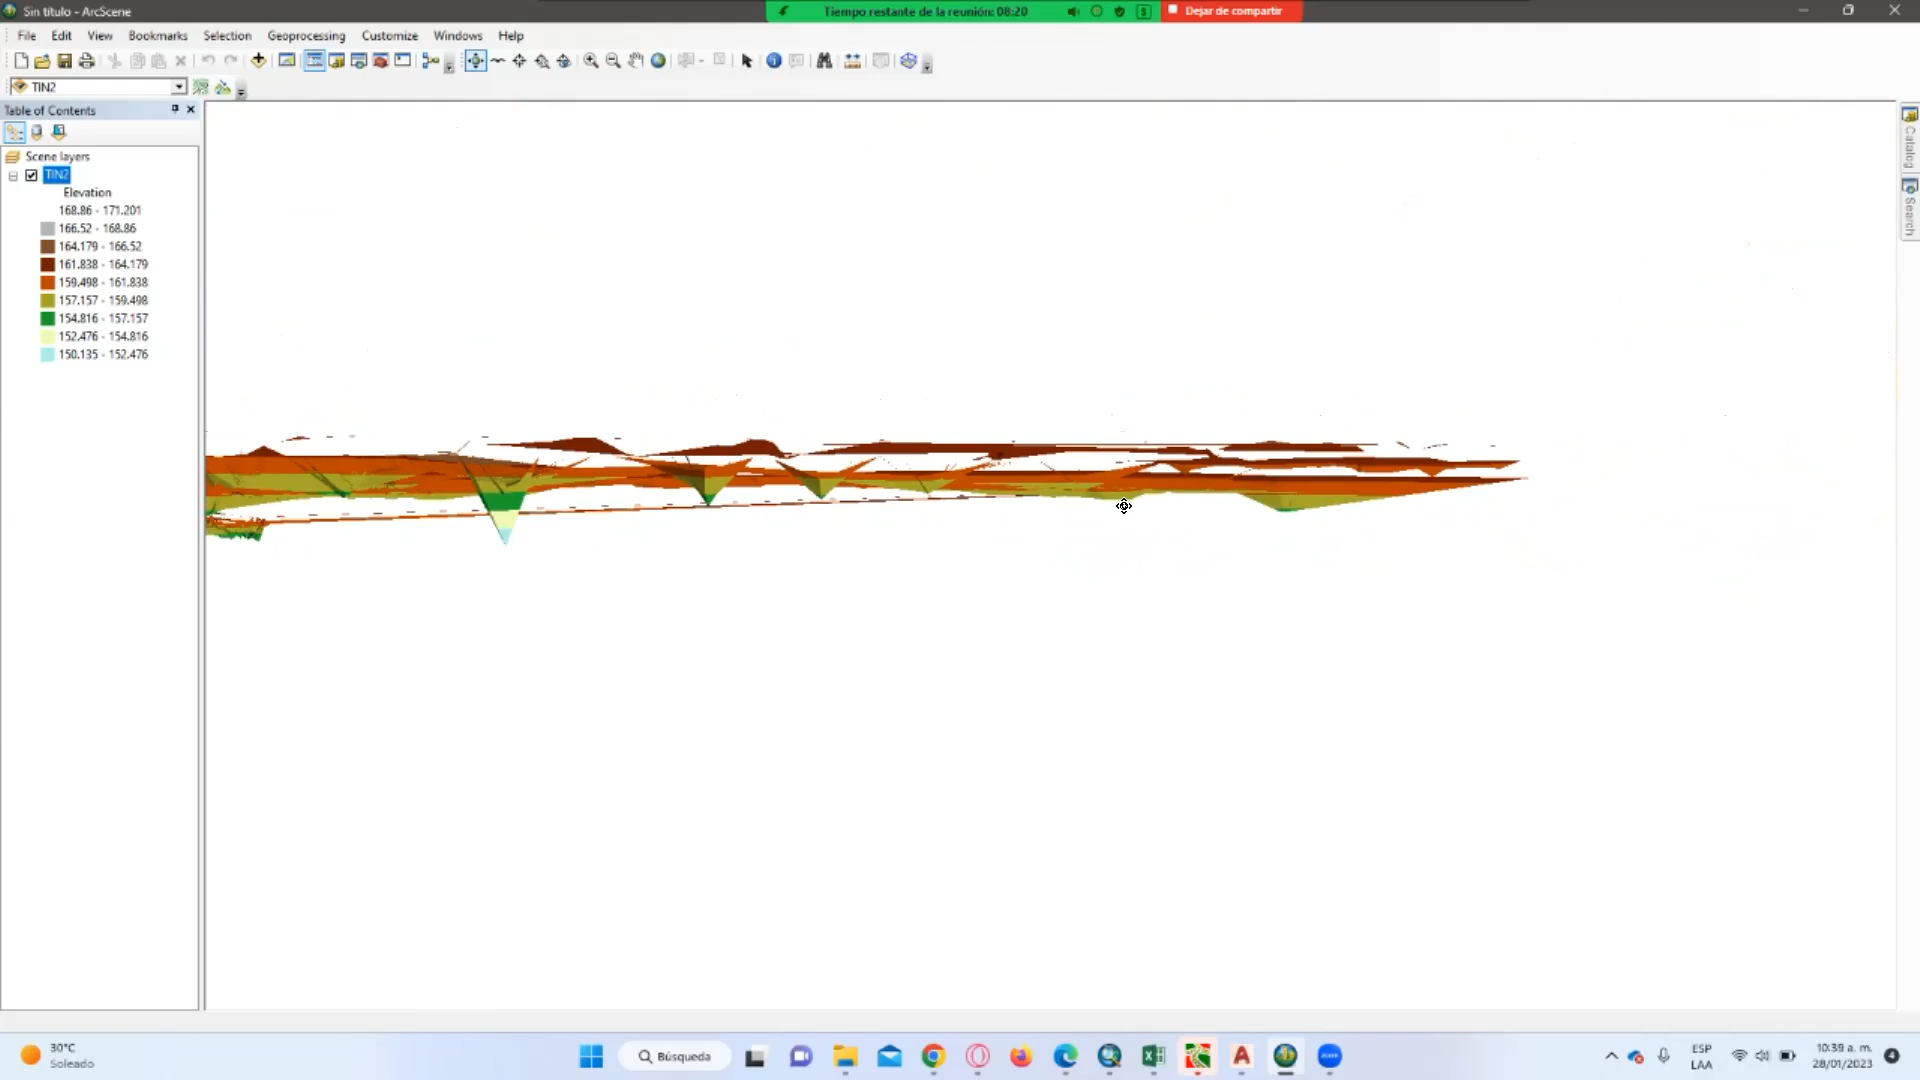 Sin título - ArcScene
Tiempo restante de la reunión: 08:20
Dejar de compartir
File Edit View Bookmarks Selection Geoprocessing Customize Windows Help
TIN2
Table of Contents
Scene layers
TIN2
Elevation
168.86 - 171.201
166.52 - 168.86
164.179 - 166.52
161.838 - 164.179
159.498 - 161.838
157.157 - 159.498
154.816 - 157.157
152.476 - 154.816
150.135 - 152.476
Catalog
Search
30°C
Soleado
Búsqueda
zoom
ESP
LAA
10:39 a. m.
28/01/2023
4